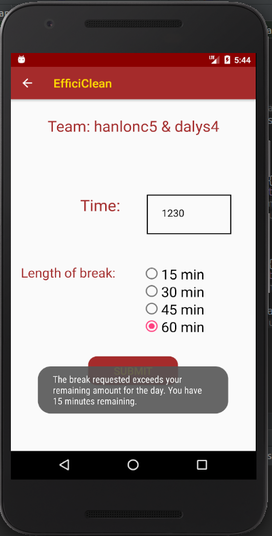 5:44
EfficiClean
Team: hanlonc5 & dalys4
Time:
1230
Length of break:
15 min
30 min
45 min
60 min
SUBMIT
The break requested exceeds your
remaining amount for the day. You have
15 minutes remaining.